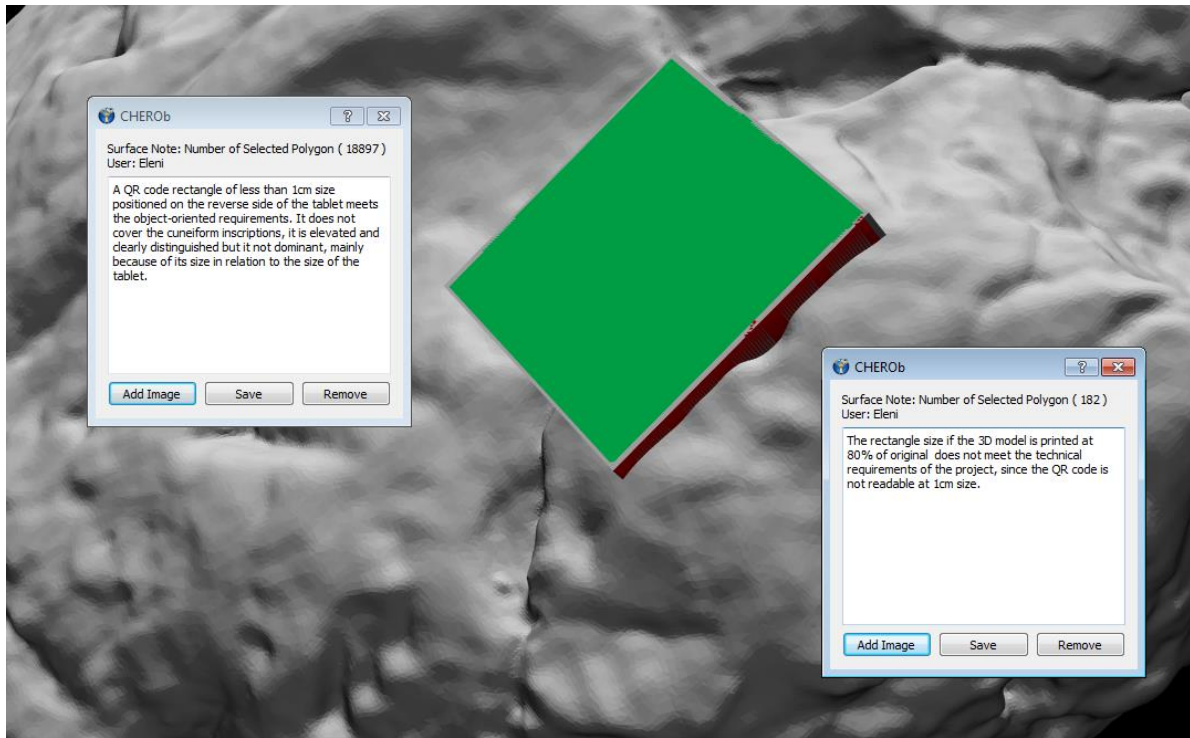 CHEROb
Surface Note: Number of Selected Polygon ( 18897 )
User: Eleni
A QR code rectangle of less than 1cm size
positioned on the reverse side of the tablet meets
the object-oriented requirements. It does not
cover the cuneiform inscriptions, it is elevated and
clearly distinguished but it not dominant, mainly
because of its size in relation to the size of the
tablet.
Add Image Save Remove
CHEROb
Surface Note: Number of Selected Polygon ( 182 )
User: Eleni
The rectangle size if the 3D model is printed at
80% of original does not meet the technical
requirements of the project, since the QR code is
not readable at 1cm size.
Add Image Save Remove